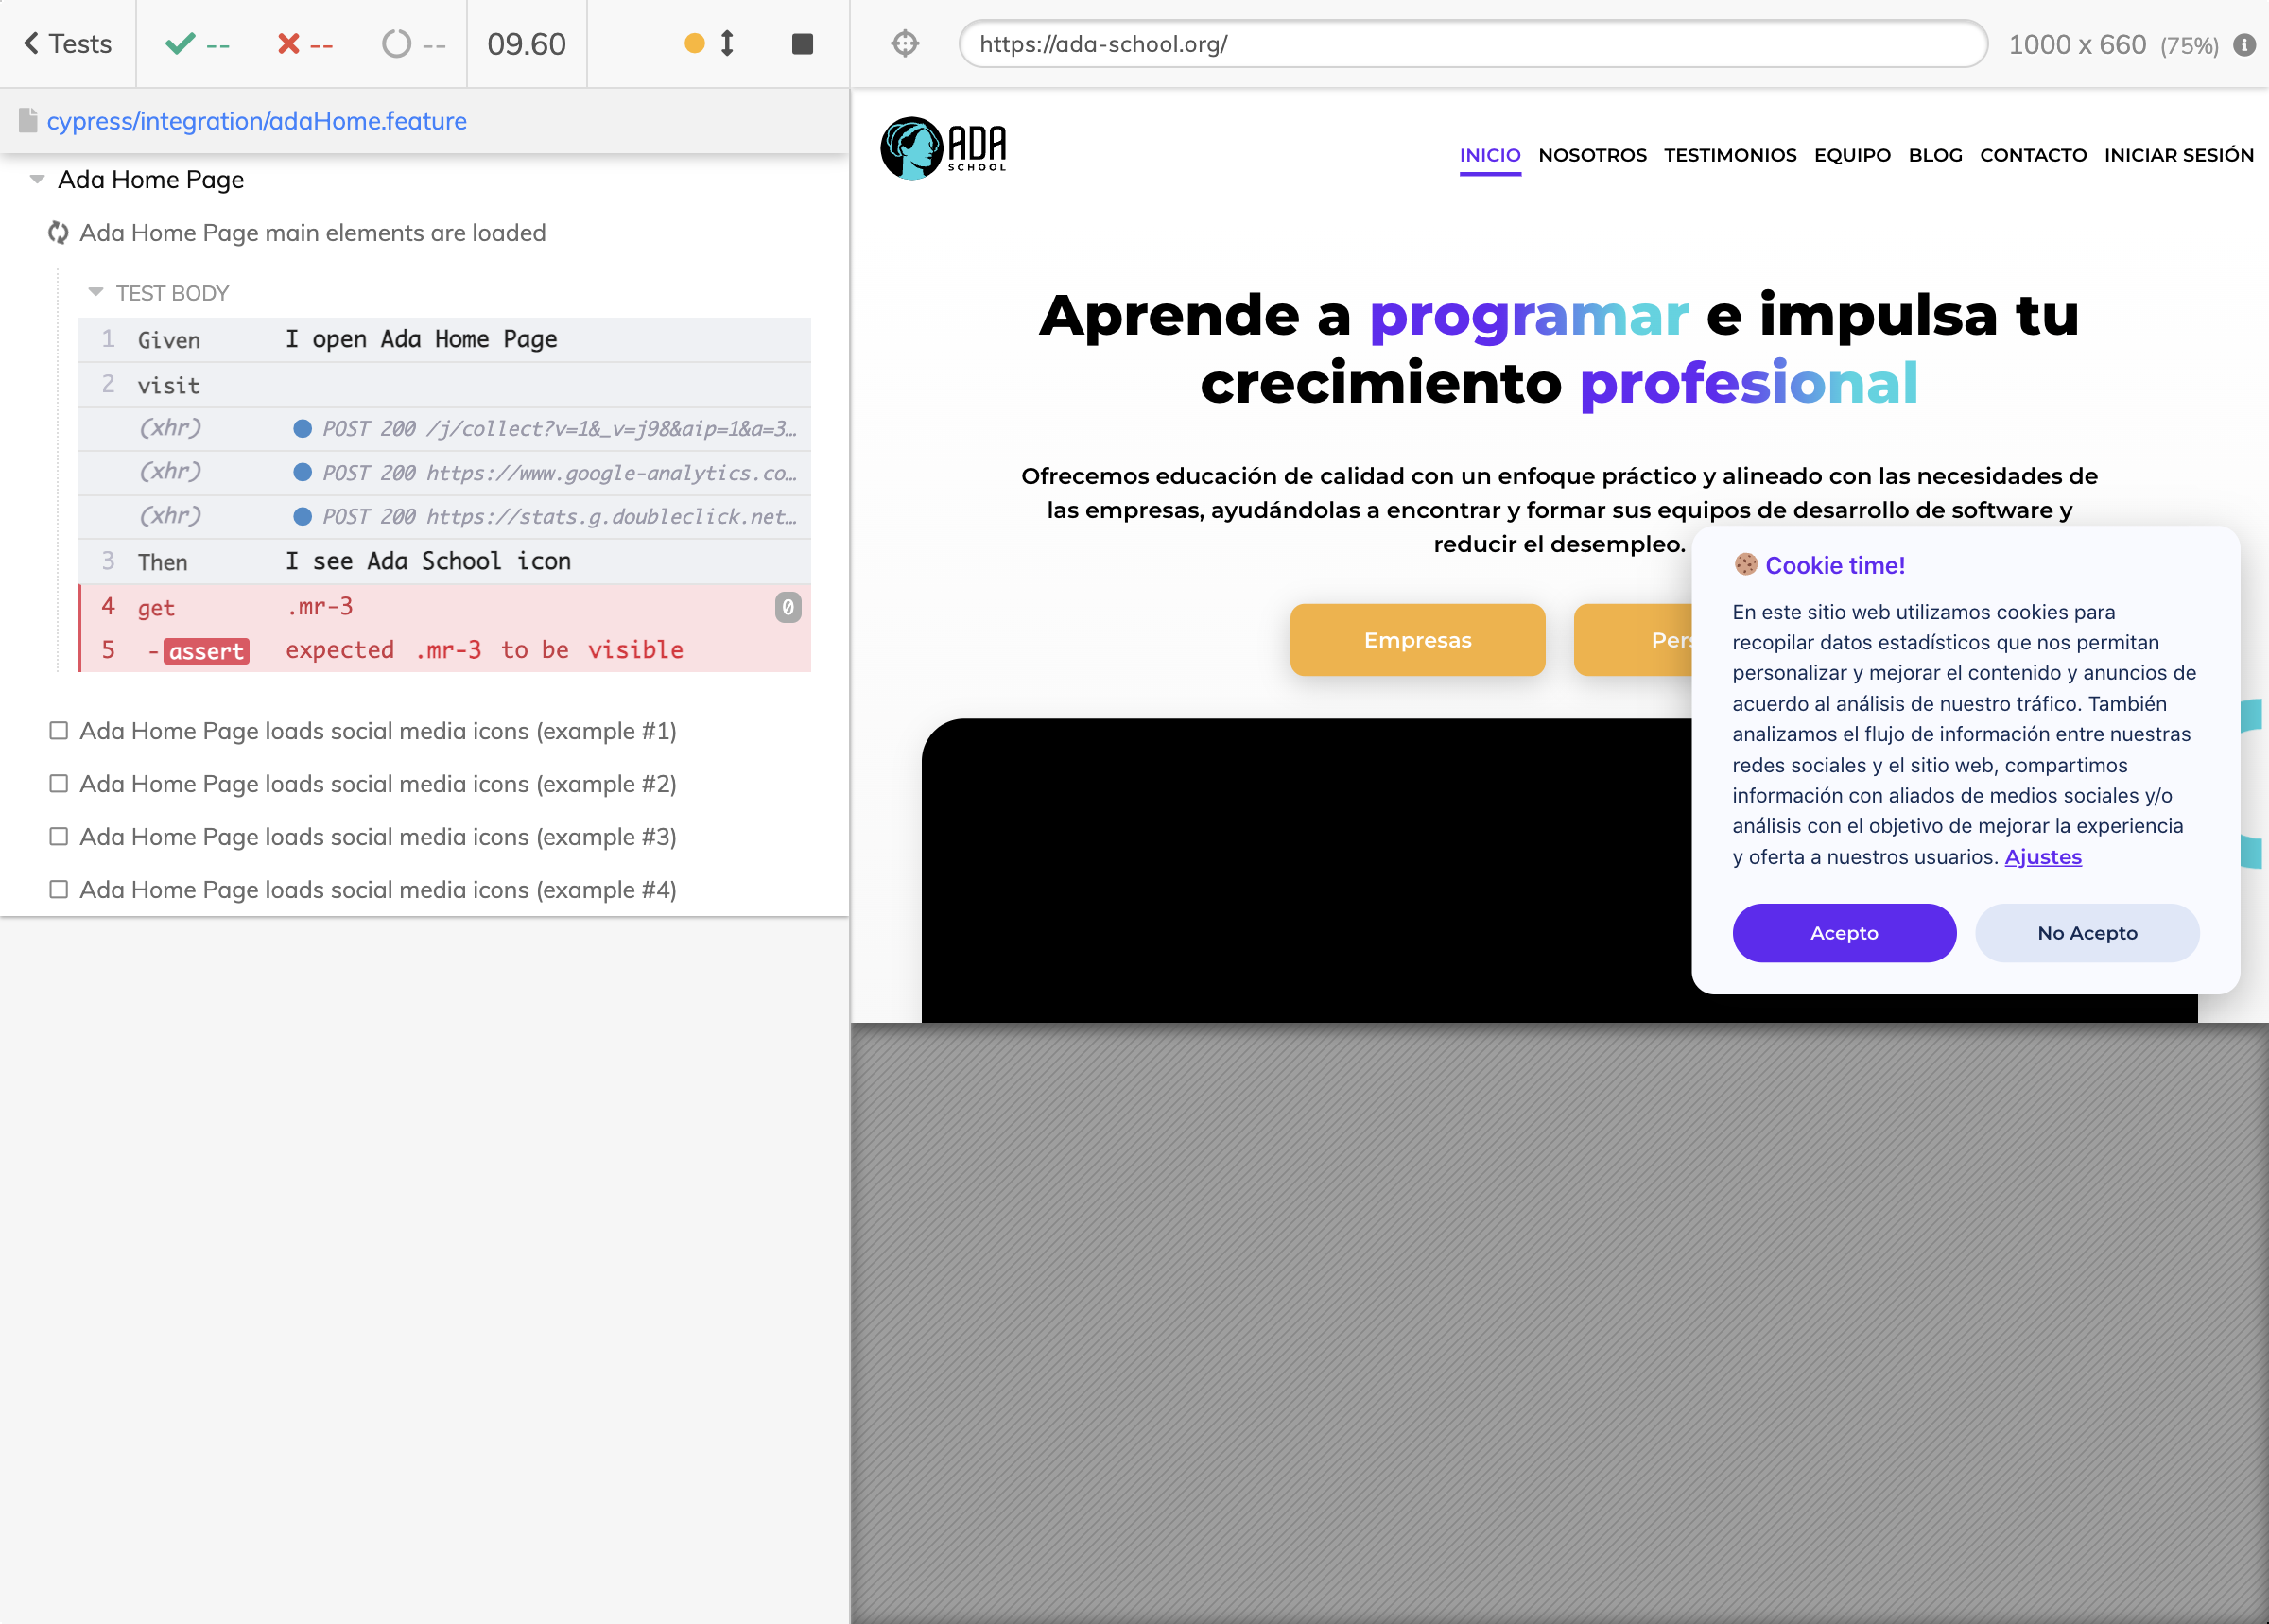 Tests
--
--
--
09.60
cypress/integration/adaHome.feature
Ada Home Page
Ada Home Page main elements are loaded
TEST BODY
1 Given I open Ada Home Page
2 visit
(xhr) POST 200 /j/collect?v=1&_v=j98&aip=1&a=3…
(xhr) POST 200 https://www.google-analytics.co…
(xhr) POST 200 https://stats.g.doubleclick.net…
3 Then I see Ada School icon
4 get .mr-3 0
5 -assert expected .mr-3 to be visible
Ada Home Page loads social media icons (example #1)
Ada Home Page loads social media icons (example #2)
Ada Home Page loads social media icons (example #3)
Ada Home Page loads social media icons (example #4)
https://ada-school.org/
1000 x 660 (75%)
ADA
SCHOOL
INICIO NOSOTROS TESTIMONIOS EQUIPO BLOG CONTACTO INICIAR SESIÓN
Aprende a programar e impulsa tu
crecimiento profesional
Ofrecemos educación de calidad con un enfoque práctico y alineado con las necesidades de
las empresas, ayudándolas a encontrar y formar sus equipos de desarrollo de software y
reducir el desempleo.
Empresas
Pers
Cookie time!
En este sitio web utilizamos cookies para
recopilar datos estadísticos que nos permitan
personalizar y mejorar el contenido y anuncios de
acuerdo al análisis de nuestro tráfico. También
analizamos el flujo de información entre nuestras
redes sociales y el sitio web, compartimos
información con aliados de medios sociales y/o
análisis con el objetivo de mejorar la experiencia
y oferta a nuestros usuarios. Ajustes
Acepto
No Acepto